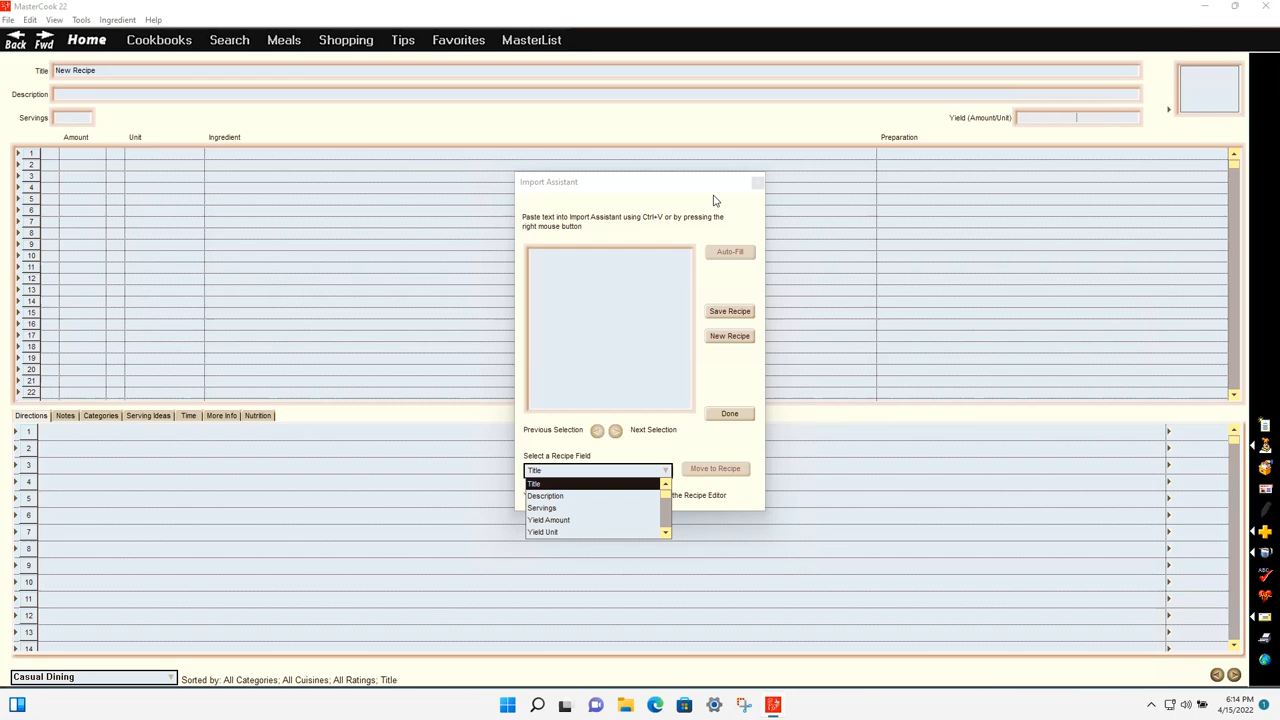 MasterCook 22
File Edit View Tools Ingredient Help
Back Fwd Home Cookbooks Search Meals Shopping Tips Favorites MasterList
Title New Recipe
Description
Servings Yield (Amount/Unit)
Amount Unit Ingredient Preparation
1
2
3
4
5
6
7
8
9
10
11
12
13
14
15
16
17
18
19
20
21
22
Import Assistant
Paste text into Import Assistant using Ctrl+V or by pressing the
right mouse button
Auto-Fill
Save Recipe
New Recipe
Done
Previous Selection Next Selection
Select a Recipe Field
Title Move to Recipe
Title
Description the Recipe Editor
Servings
Yield Amount
Yield Unit
Directions Notes Categories Serving Ideas Time More Info Nutrition
1
2
3
4
5
6
7
8
9
10
11
12
13
14
ABC
Casual Dining Sorted by: All Categories; All Cuisines; All Ratings; Title
6:14 PM
4/15/2022
1